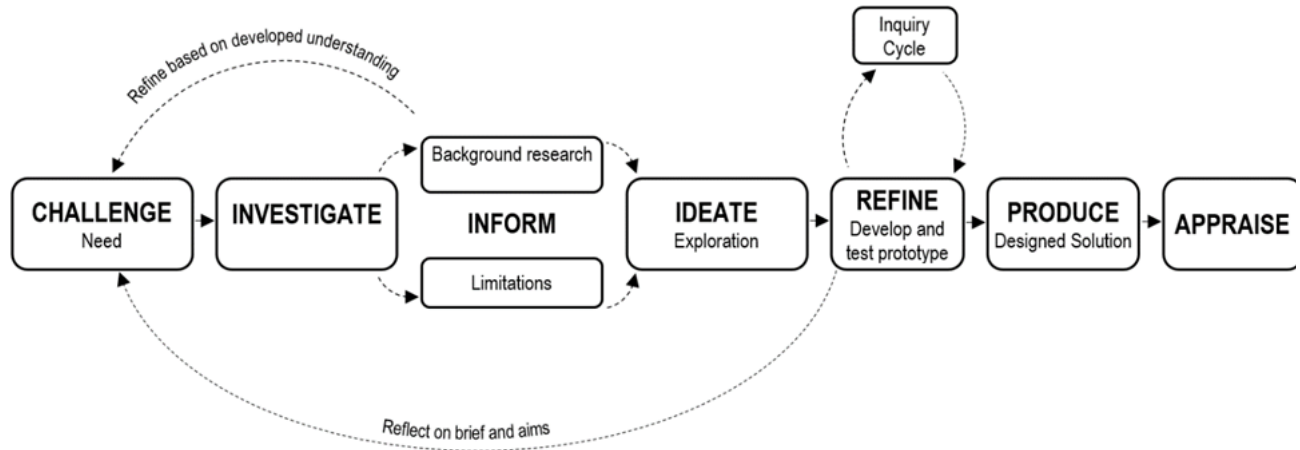 Inquiry
Cycle
Refine based on developed understanding
Background research
CHALLENGE
Need
INVESTIGATE
INFORM
Limitations
IDEATE
Exploration
REFINE
Develop and
test prototype
PRODUCE
Designed Solution
APPRAISE
Reflect on brief and aims